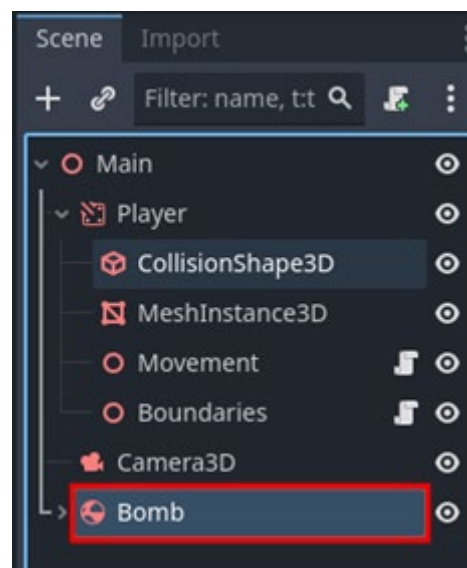 Scene Import
Filter: name, t:t
Main
Player
CollisionShape3D
MeshInstance3D
Movement
Boundaries
Camera3D
Bomb